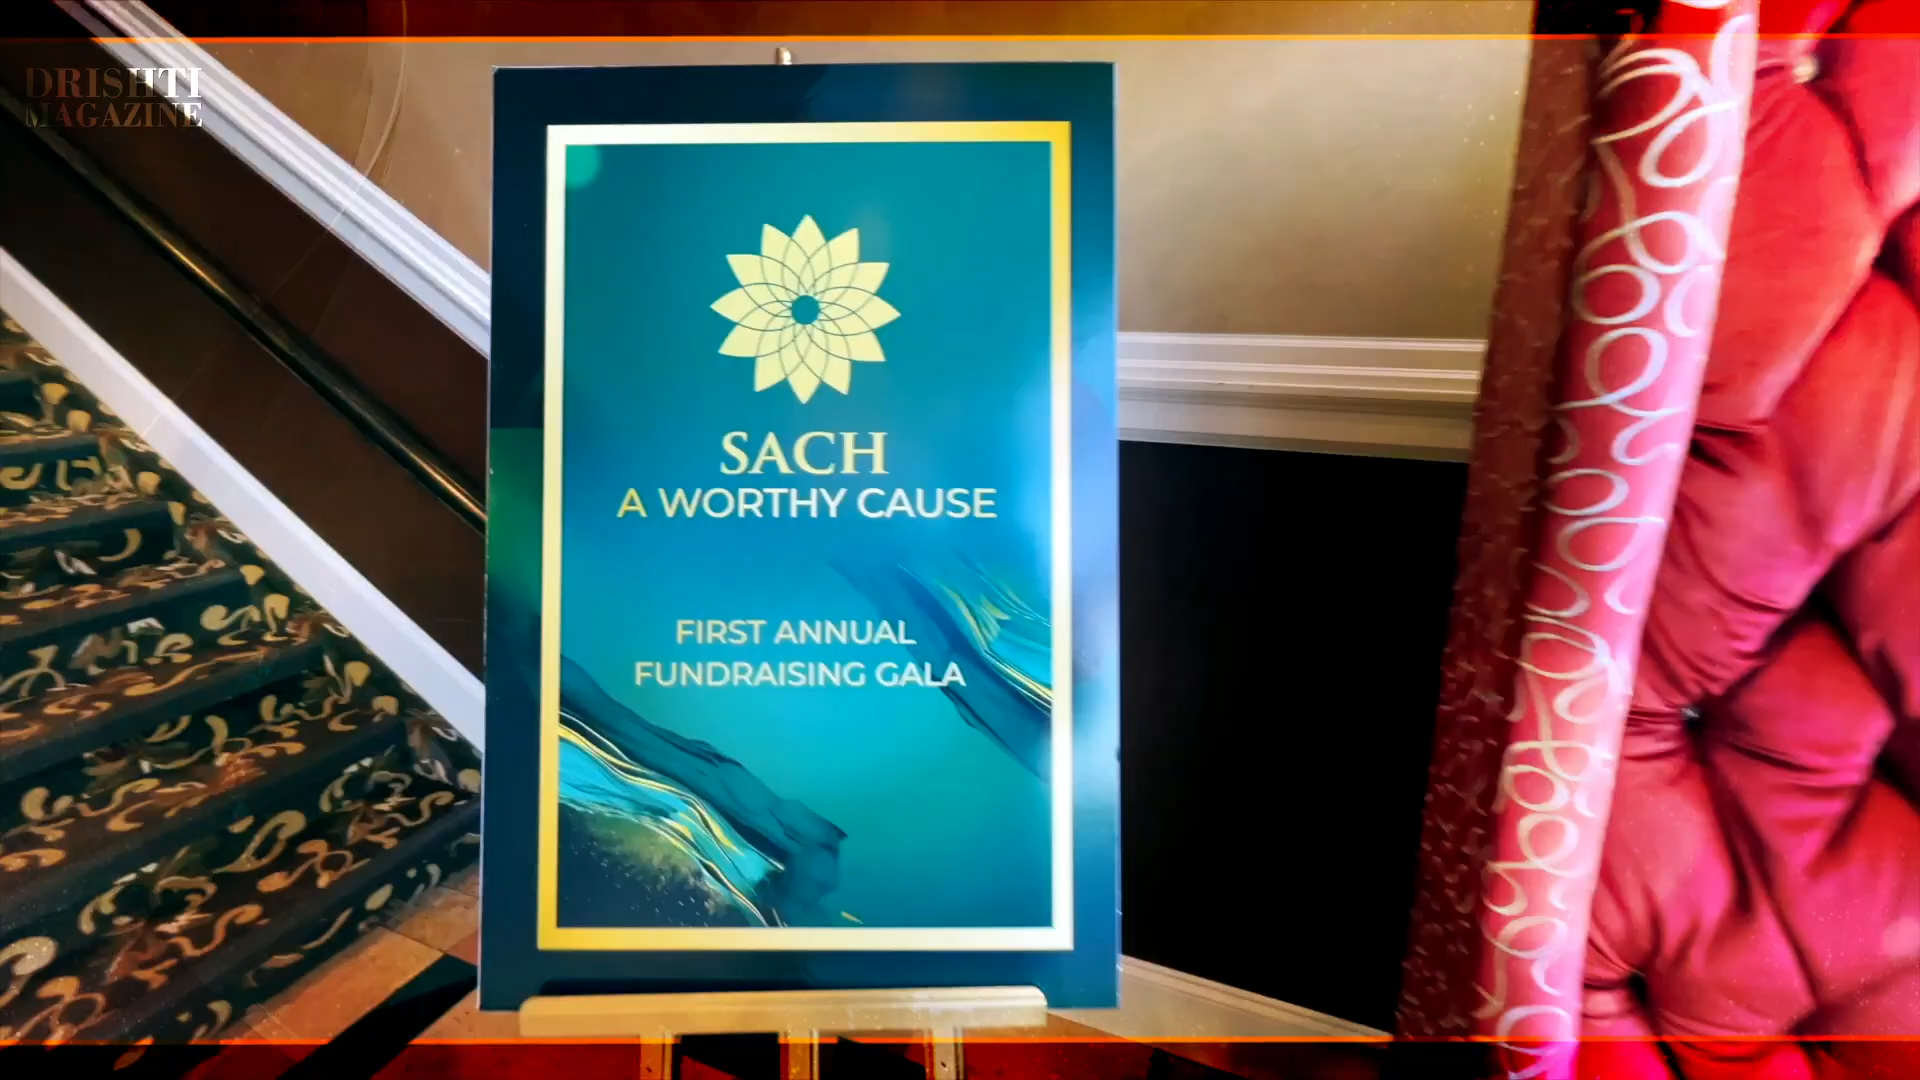 DRISHTI
MAGAZINE
SACH
A WORTHY CAUSE
FIRST ANNUAL
FUNDRAISING GALA